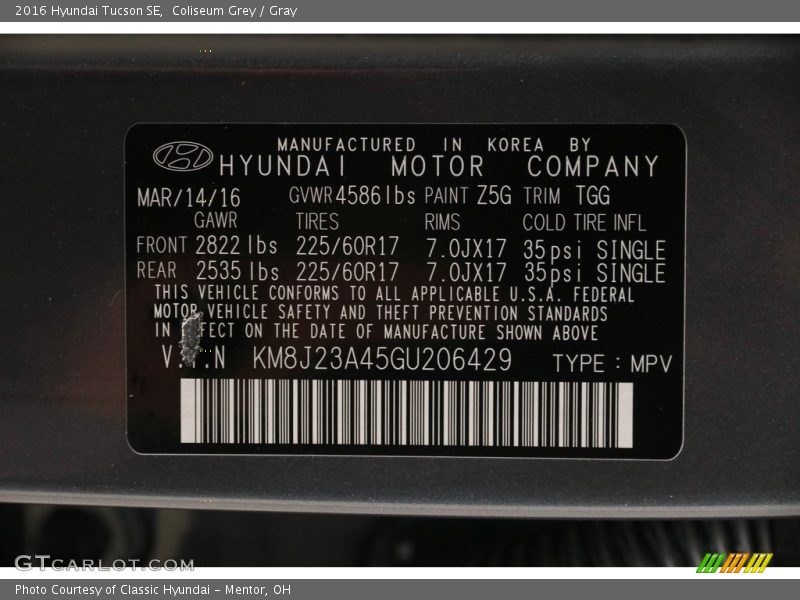 2016 Hyundai Tucson SE,  Coliseum Grey / Gray
MANUFACTURED IN KOREA BY
HYUNDAI MOTOR COMPANY
MAR/14/16 GVWR 4586lbs PAINT Z5G TRIM TGG
GAWR TIRES RIMS COLD TIRE INFL
FRONT 2822 lbs 225/60R17 7.0JX17 35psi SINGLE
REAR 2535 lbs 225/60R17 7.0JX17 35psi SINGLE
THIS VEHICLE CONFORMS TO ALL APPLICABLE U.S.A. FEDERAL
MOTOR VEHICLE SAFETY AND THEFT PREVENTION STANDARDS
IN ON THE DATE OF MANUFACTURE SHOWN ABOVE
KM8J23A45GU206429 TYPE : MPV
GTCARLOT.COM
Photo Courtesy of Classic Hyundai - Mentor, OH